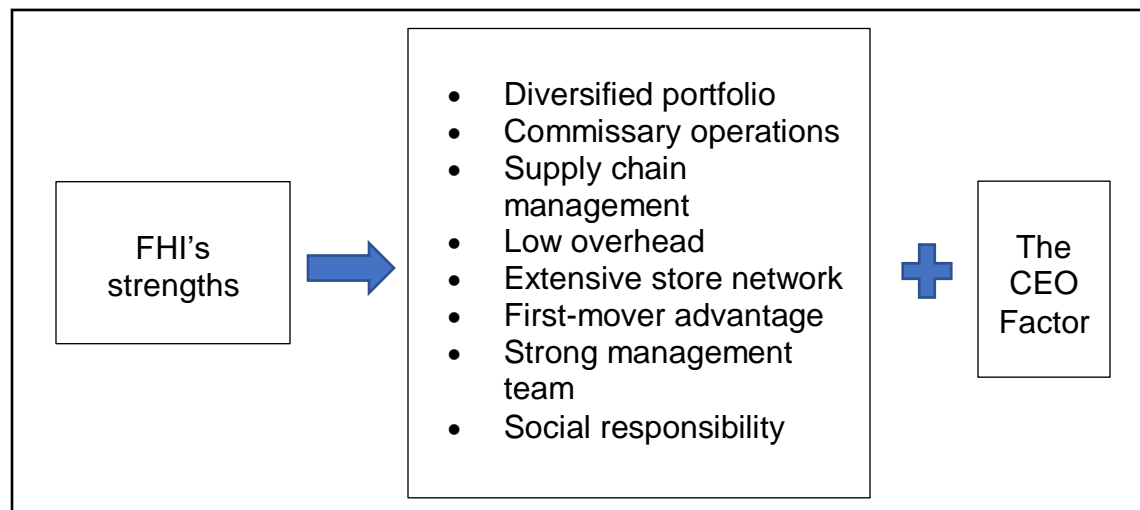 FHI’s
strengths
• Diversified portfolio
• Commissary operations
• Supply chain
management
• Low overhead
• Extensive store network
• First-mover advantage
• Strong management
team
• Social responsibility
The
CEO
Factor